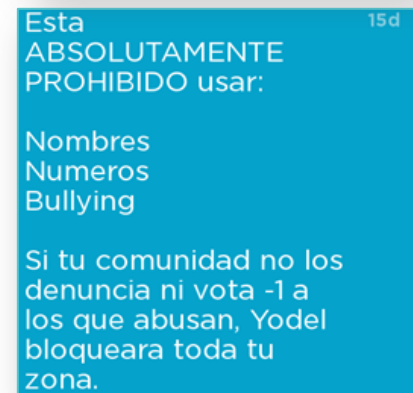 Esta 15d
ABSOLUTAMENTE
PROHIBIDO usar:
Nombres
Numeros
Bullying
Si tu comunidad no los
denuncia ni vota -1 a
los que abusan, Yodel
bloqueara toda tu
zona.